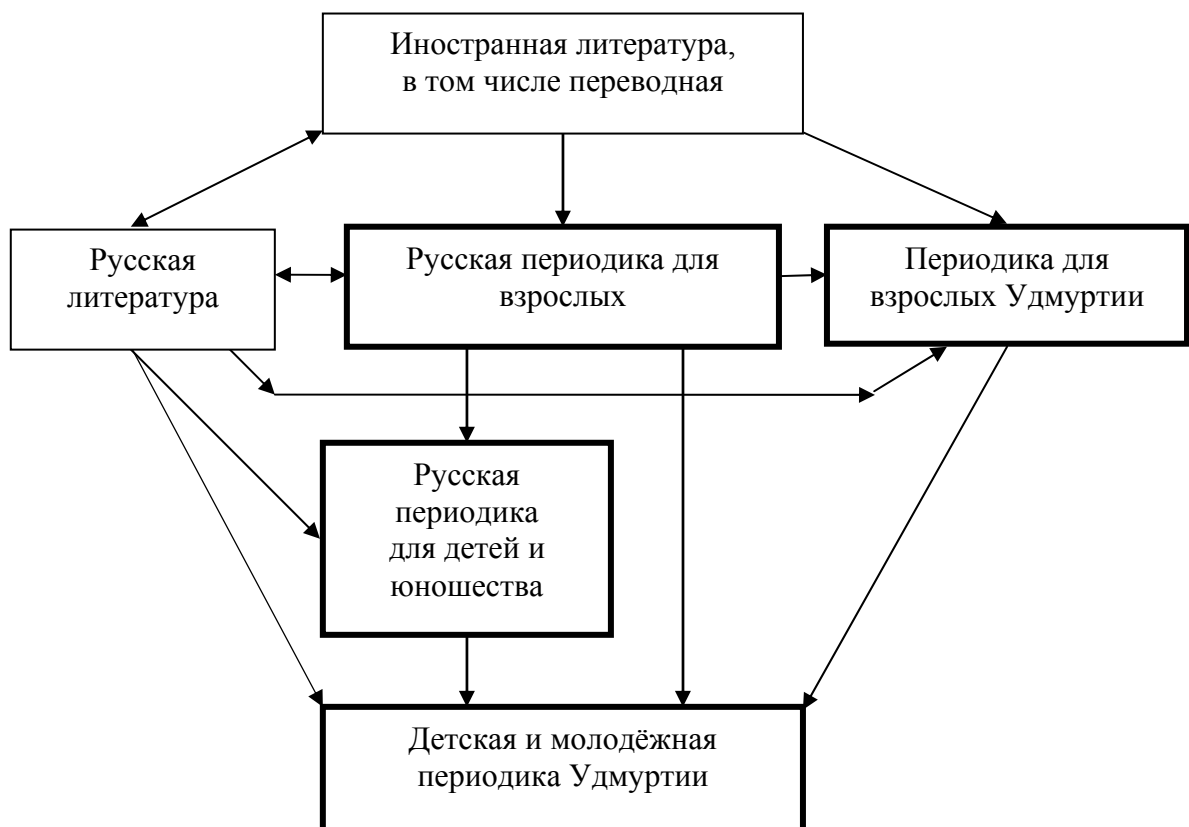 Иностранная литература,
в том числе переводная
Русская
литература
Русская периодика для
взрослых
Периодика для
взрослых Удмуртии
Русская
периодика
для детей и
юношества
Детская и молодёжная
периодика Удмуртии